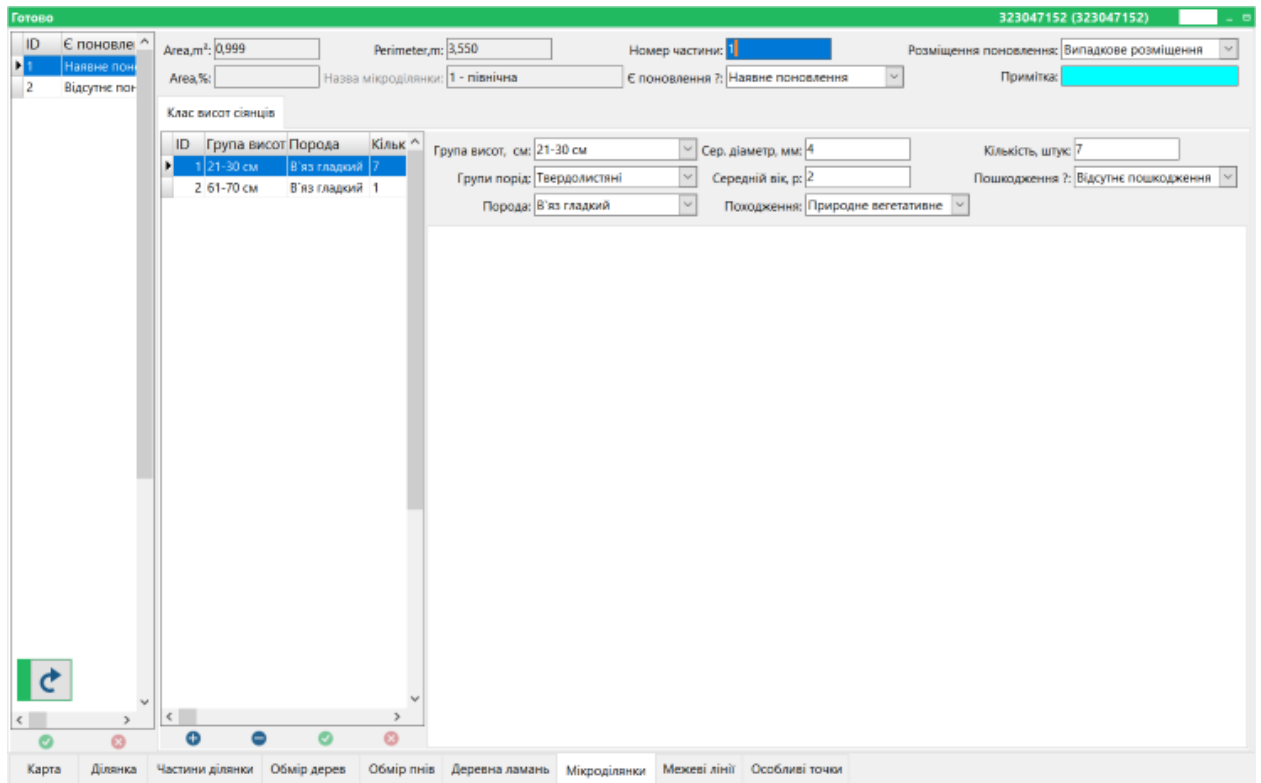 Готово 323047152 (323047152)
ID Є поновле
1 Наявне пон
2 Відсутнє пон
Area,m²: 0,999 Perimeter,m: 3,550 Номер частини: 1 Розміщення поновлення: Випадкове розміщення
Area,%: Назва мікроділянки: 1 - північна Є поновлення ?: Наявне поновлення Примітка:
Клас висот сіянців
ID Група висот Порода Кільк
1 21-30 см В`яз гладкий 7
2 61-70 см В`яз гладкий 1
Група висот, см: 21-30 см Сер. діаметр, мм: 4 Кількість, штук: 7
Групи порід: Твердолистяні Середній вік, р: 2 Пошкодження ?: Відсутнє пошкодження
Порода: В`яз гладкий Походження: Природне вегетативне
Карта Ділянка Частини ділянки Обмір дерев Обмір пнів Деревна ламань Мікроділянки Межеві лінії Особливі точки